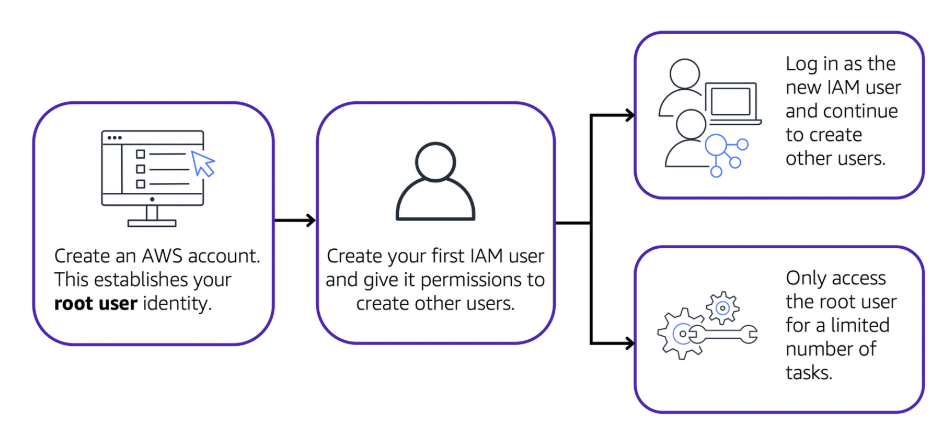 Create an AWS account.
This establishes your
root user identity.
Create your first IAM user
and give it permissions to
create other users.
Log in as the
new IAM user
and continue
to create
other users.
Only access
the root user
for a limited
number of
tasks.